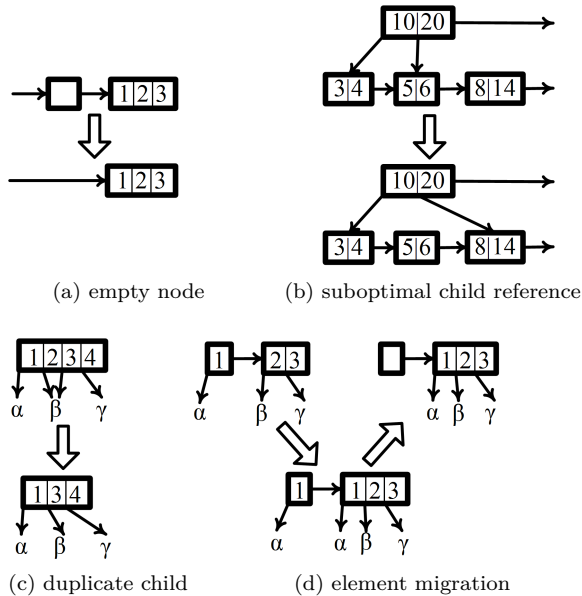 10 20
1 2 3
3 4 5 6 8 14
1 2 3
10 20
3 4 5 6 8 14
(a) empty node
(b) suboptimal child reference
1 2 3 4
α β γ
1 3 4
α β γ
(c) duplicate child
1 2 3
α β γ
1 2 3
α β γ
1 1 2 3
α α β γ
(d) element migration